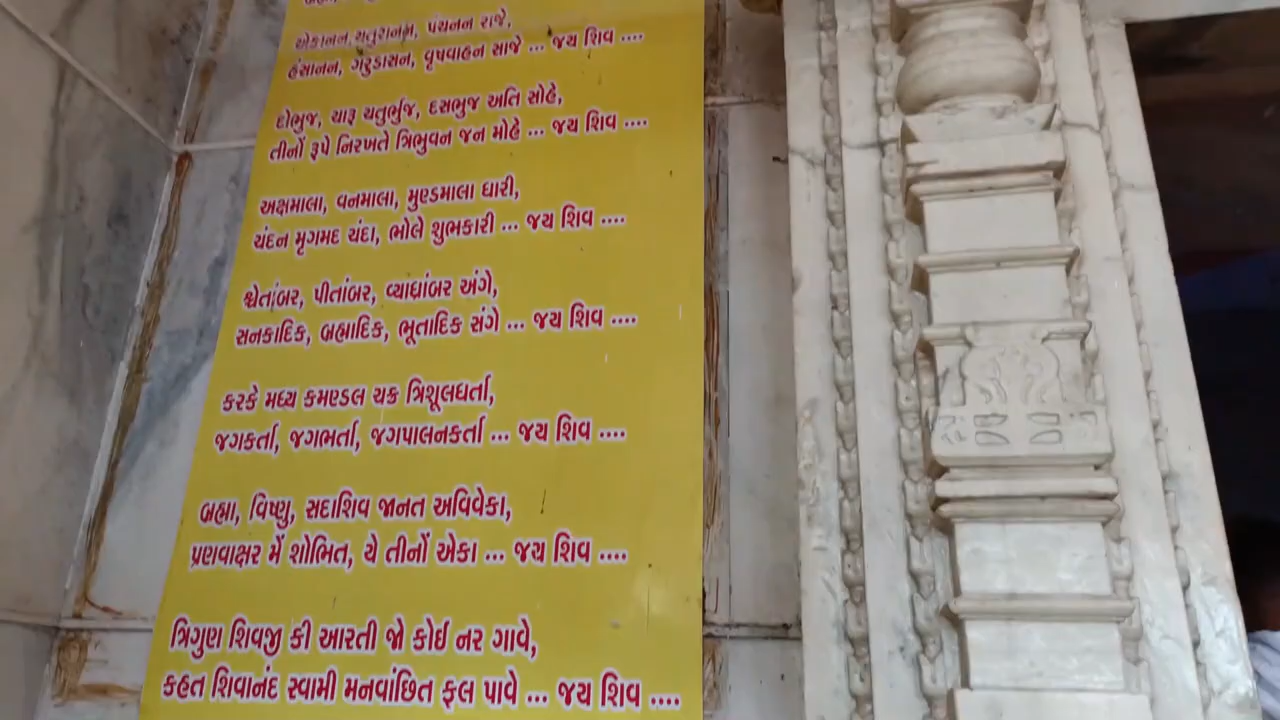 એકાનન, ચતુરાનન, પંચનન રાજે,
હંસાનન, ગરુડાસન, વૃષવાહન સાજે ... જય શિવ ....
દોભુજ, ચારૂ ચતુર્ભુજ, દસભુજ અતિ સોહે,
તીનોં રૂપે નિરખતે ત્રિભુવન જન મોહે ... જય શિવ ....
અક્ષમાલા, વનમાલા, મુણ્ડમાલા ધારી,
ચંદન મૃગમદ ચંદા, ભોલે શુભકારી ... જય શિવ ....
શ્વેતાંબર, પીતાંબર, વ્યાઘ્રાંબર અંગે,
સનકાદિક, બ્રહ્માદિક, ભૂતાદિક સંગે ... જય શિવ ....
કરકે મધ્ય કમણ્ડલ ચક્ર ત્રિશૂલધર્તા,
જગકર્તા, જગભર્તા, જગપાલનકર્તા ... જય શિવ ....
બ્રહ્મા, વિષ્ણુ, સદાશિવ જાનત અવિવેકા,
પ્રણવાક્ષર મેં શોભિત, યે તીનોં એકા ... જય શિવ ....
ત્રિગુણ શિવજી કી આરતી જો કોઈ નર ગાવે,
કહત શિવાનંદ સ્વામી મનવાંછિત ફલ પાવે ... જય શિવ ....